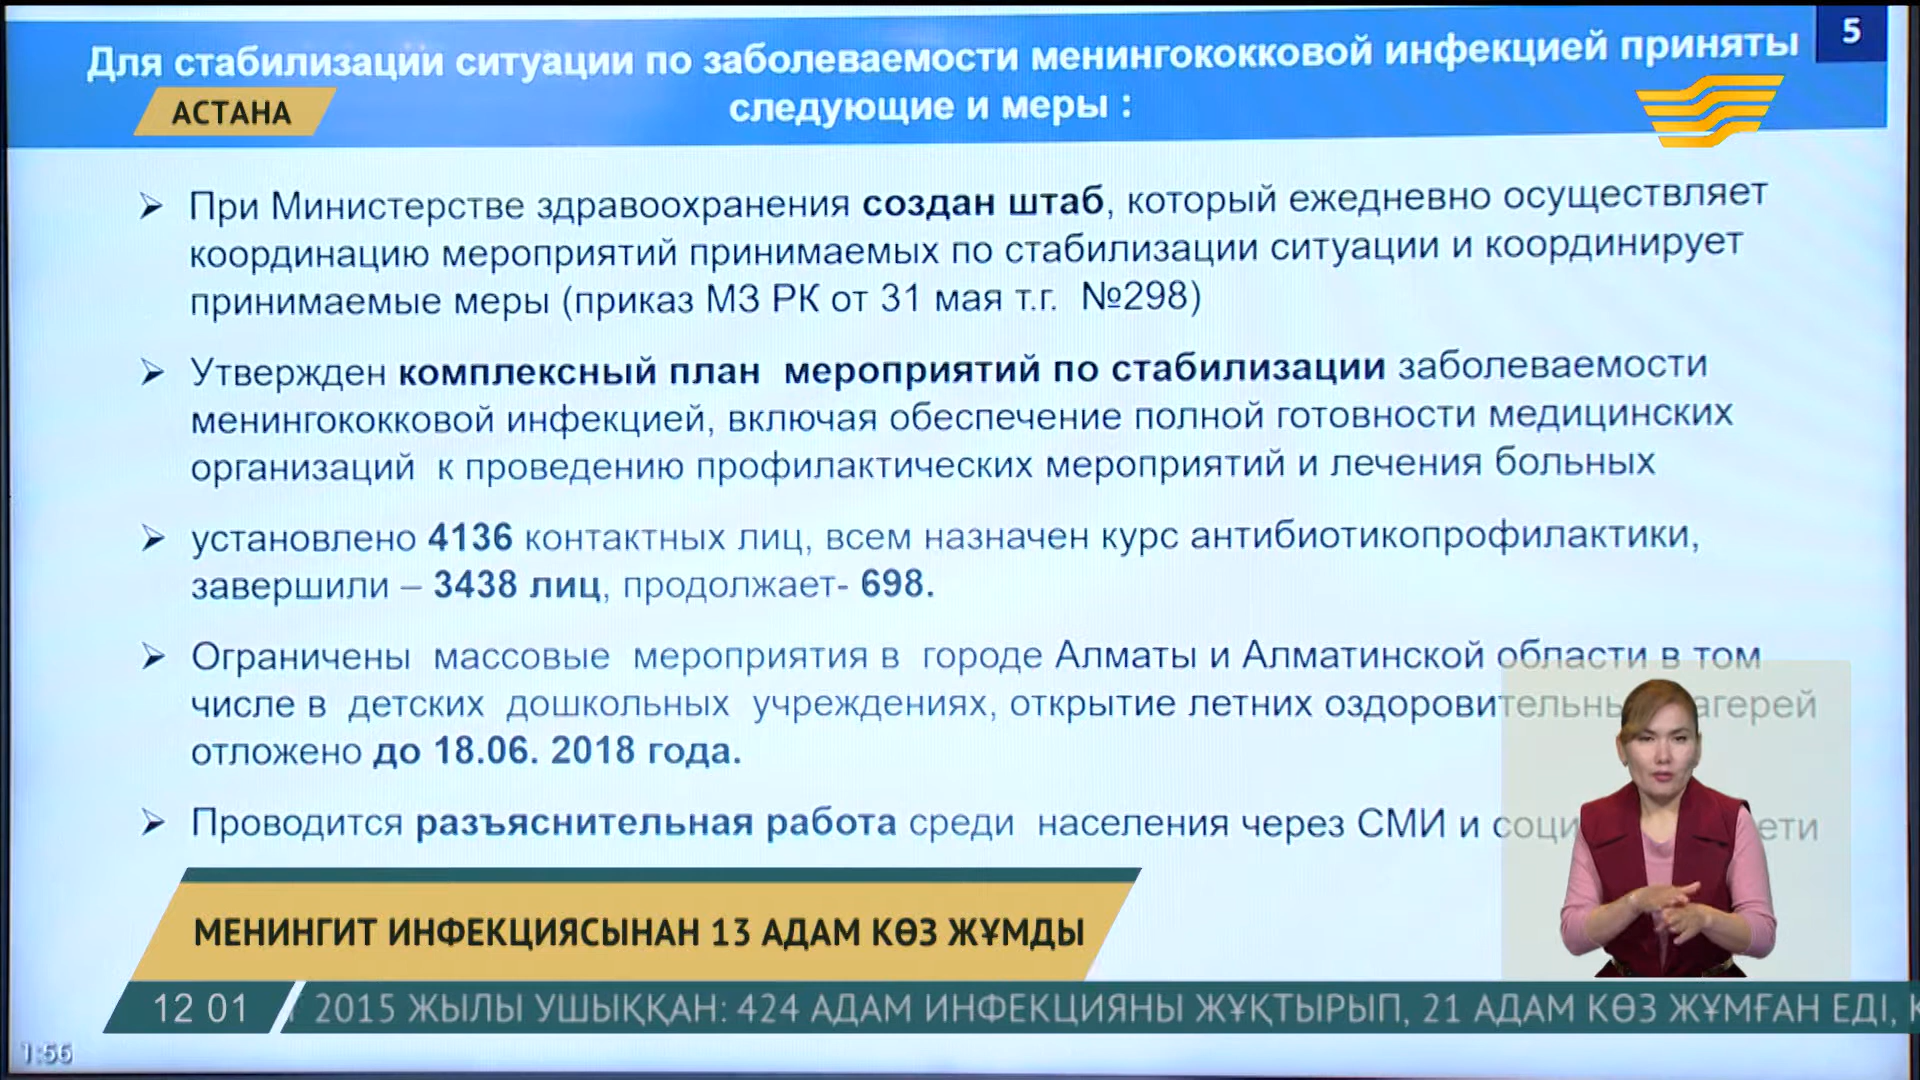 5
Для стабилизации ситуации по заболеваемости менингококковой инфекцией приняты
следующие и меры :
АСТАНА
➢ При Министерстве здравоохранения создан штаб, который ежедневно осуществляет
координацию мероприятий принимаемых по стабилизации ситуации и координирует
принимаемые меры (приказ МЗ РК от 31 мая т.г. №298)
➢ Утвержден комплексный план мероприятий по стабилизации заболеваемости
менингококковой инфекцией, включая обеспечение полной готовности медицинских
организаций к проведению профилактических мероприятий и лечения больных
➢ установлено 4136 контактных лиц, всем назначен курс антибиотикопрофилактики,
завершили – 3438 лиц, продолжает- 698.
➢ Ограничены массовые мероприятия в городе Алматы и Алматинской области в том
числе в детских дошкольных учреждениях, открытие летних оздоровительны агерей
отложено до 18.06. 2018 года.
➢ Проводится разъяснительная работа среди населения через СМИ и соци ети
МЕНИНГИТ ИНФЕКЦИЯСЫНАН 13 АДАМ КӨЗ ЖҰМДЫ
12 01
2015 ЖЫЛЫ УШЫҚҚАН: 424 АДАМ ИНФЕКЦИЯНЫ ЖҰҚТЫРЫП, 21 АДАМ КӨЗ ЖҰМҒАН ЕДІ,
1:56